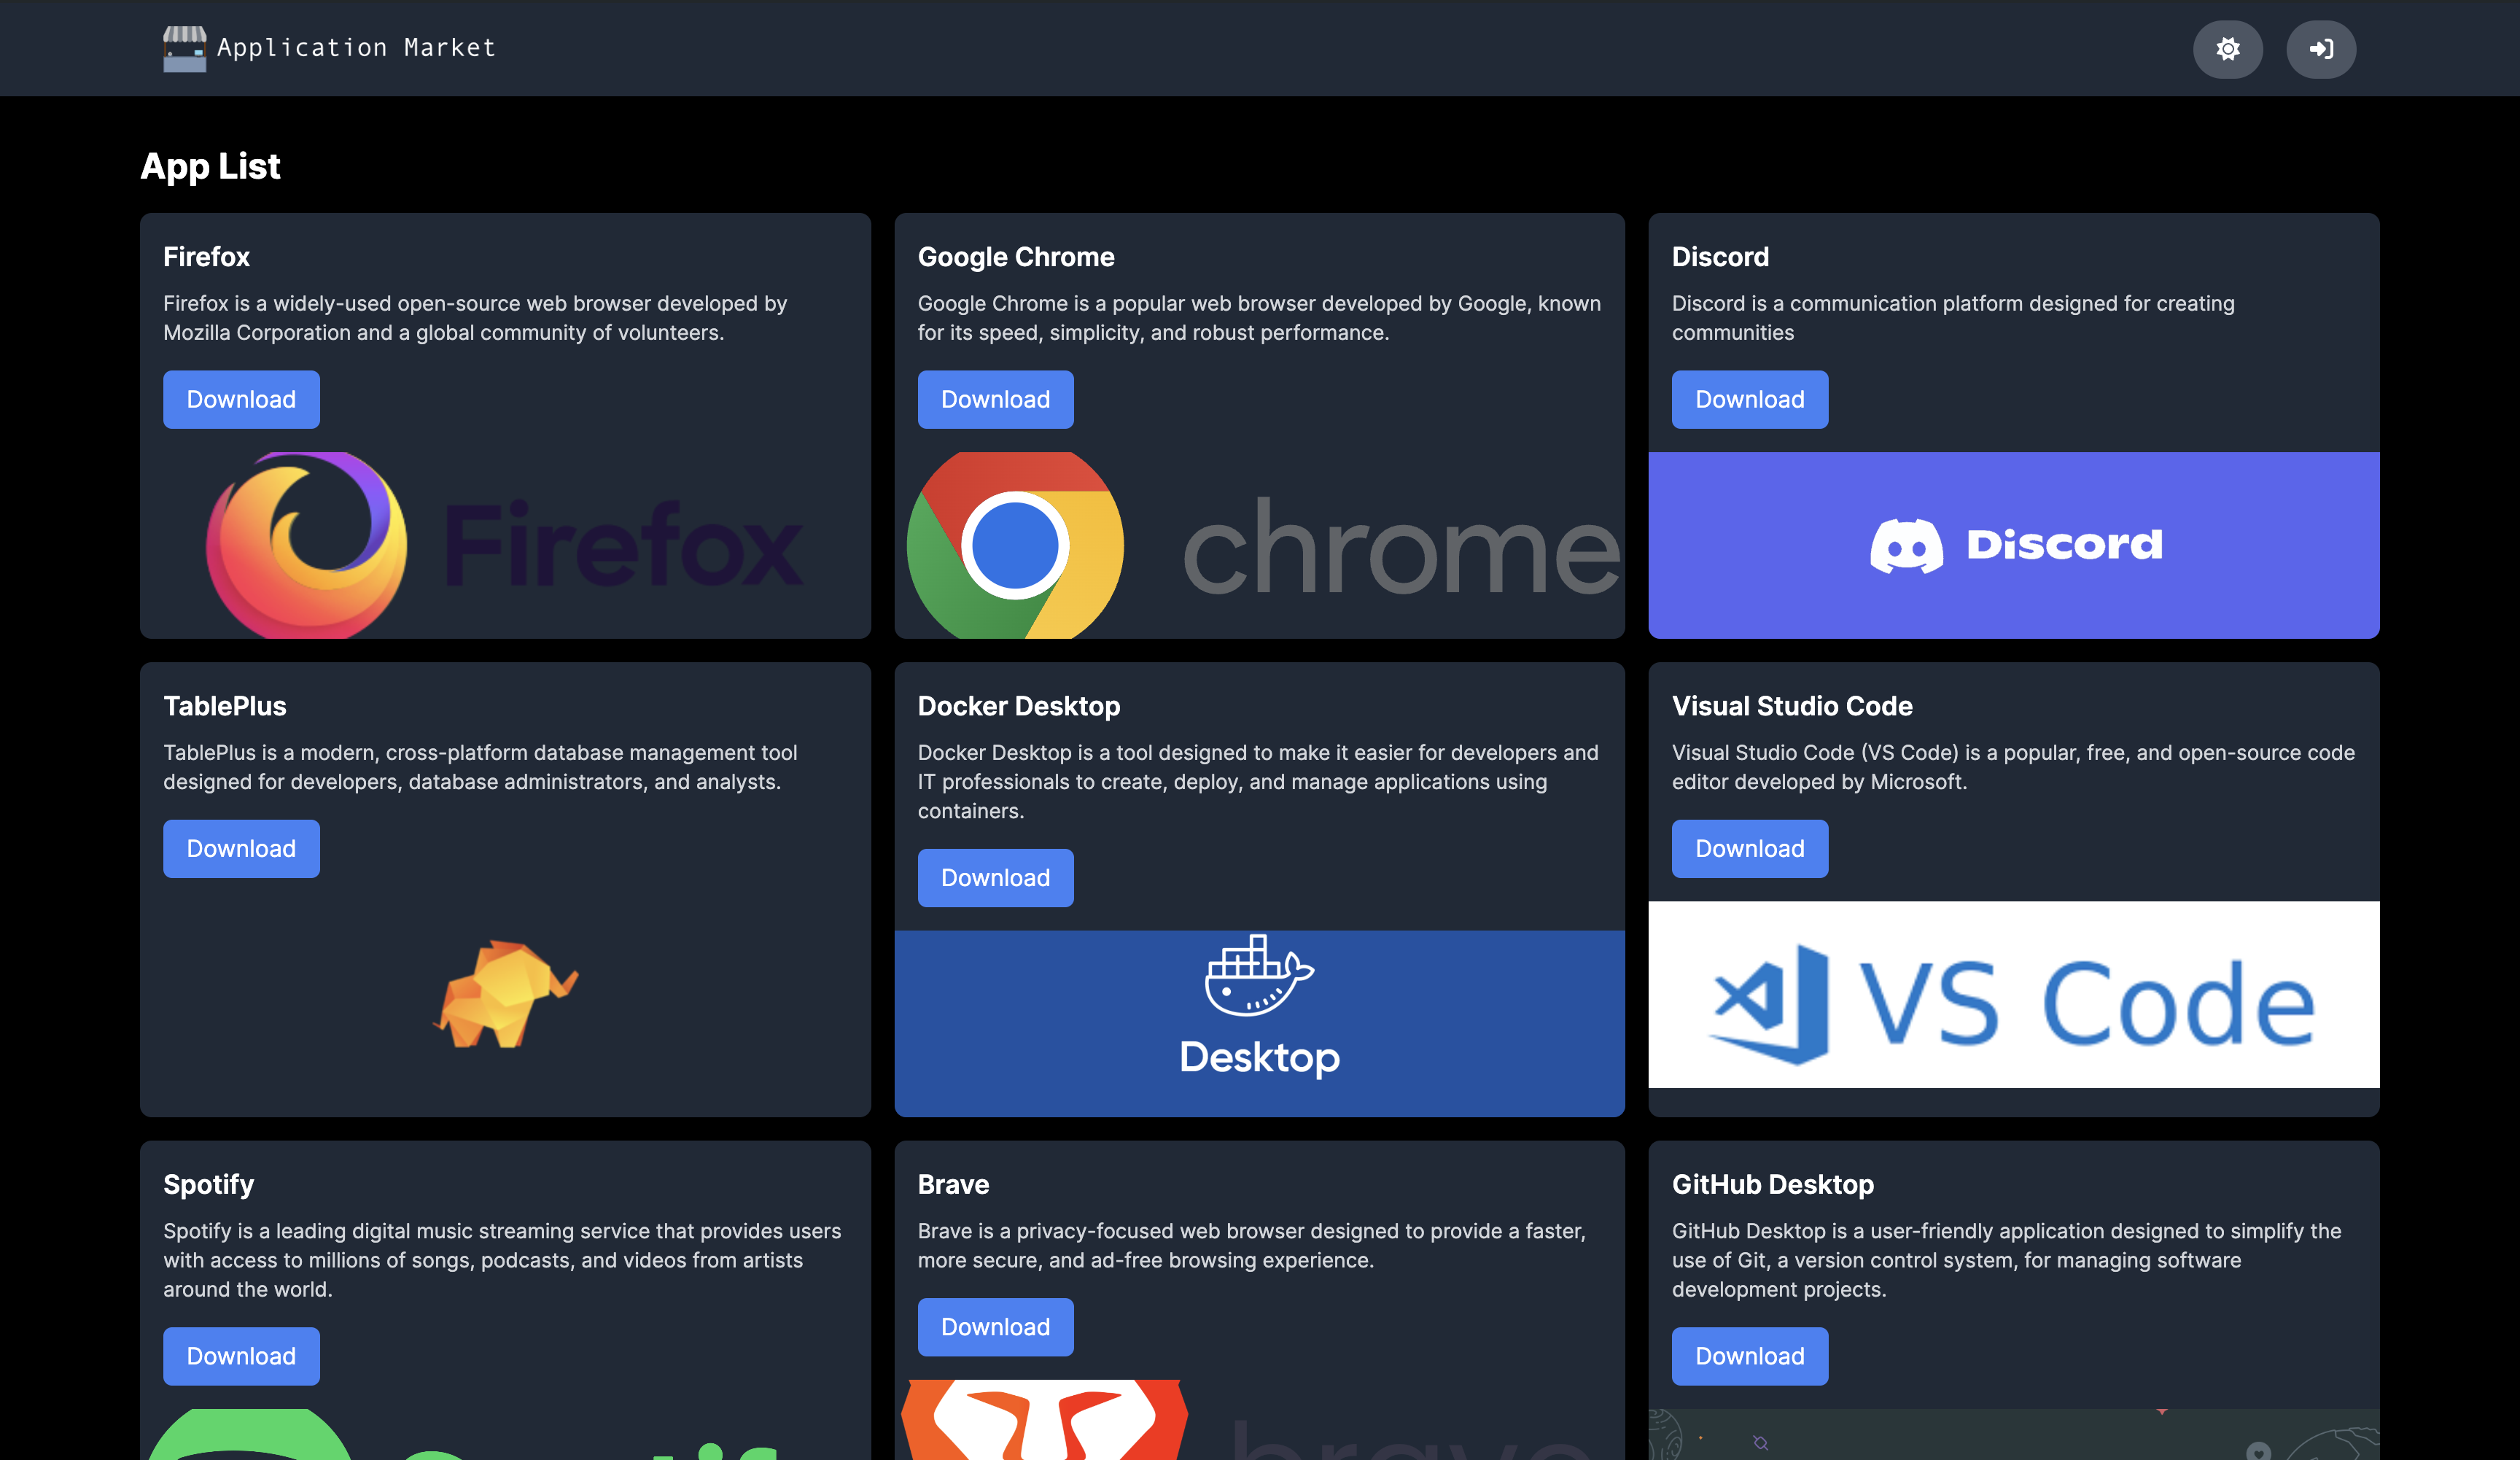 Application Market
App List
Firefox
Firefox is a widely-used open-source web browser developed by
Mozilla Corporation and a global community of volunteers.
Download
Firefox
Google Chrome
Google Chrome is a popular web browser developed by Google, known
for its speed, simplicity, and robust performance.
Download
chrome
Discord
Discord is a communication platform designed for creating
communities
Download
Discord
TablePlus
TablePlus is a modern, cross-platform database management tool
designed for developers, database administrators, and analysts.
Download
Docker Desktop
Docker Desktop is a tool designed to make it easier for developers and
IT professionals to create, deploy, and manage applications using
containers.
Download
Desktop
Visual Studio Code
Visual Studio Code (VS Code) is a popular, free, and open-source code
editor developed by Microsoft.
Download
VS Code
Spotify
Spotify is a leading digital music streaming service that provides users
with access to millions of songs, podcasts, and videos from artists
around the world.
Download
Brave
Brave is a privacy-focused web browser designed to provide a faster,
more secure, and ad-free browsing experience.
Download
brave
GitHub Desktop
GitHub Desktop is a user-friendly application designed to simplify the
use of Git, a version control system, for managing software
development projects.
Download